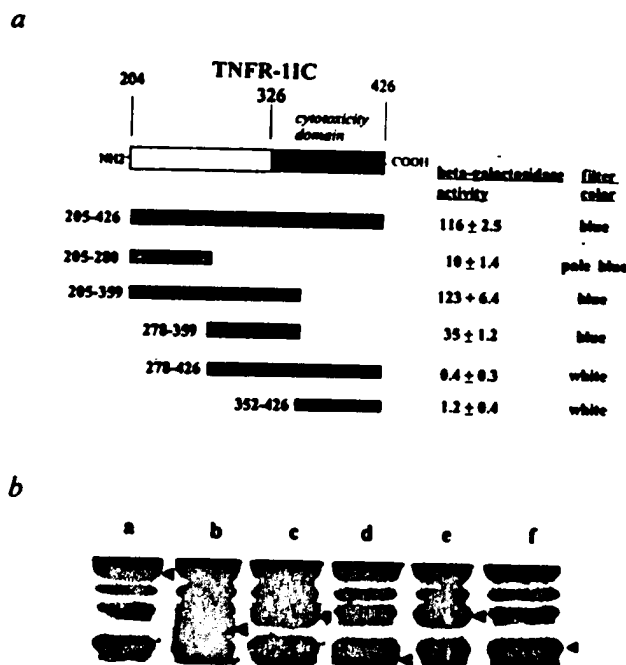 a
TNFR-1IC
204 326 426
cytotoxicity
domain
NH2 COOH
beta-galactosidase filter
activity color
205-426 116 ± 2.5 blue
205-280 10 ± 1.4 pale blue
205-359 123 + 6.4 blue
278-359 35 ± 1.2 blue
278-426 0.4 ± 0.3 white
352-426 1.2 ± 0.4 white
b
a b c d e f